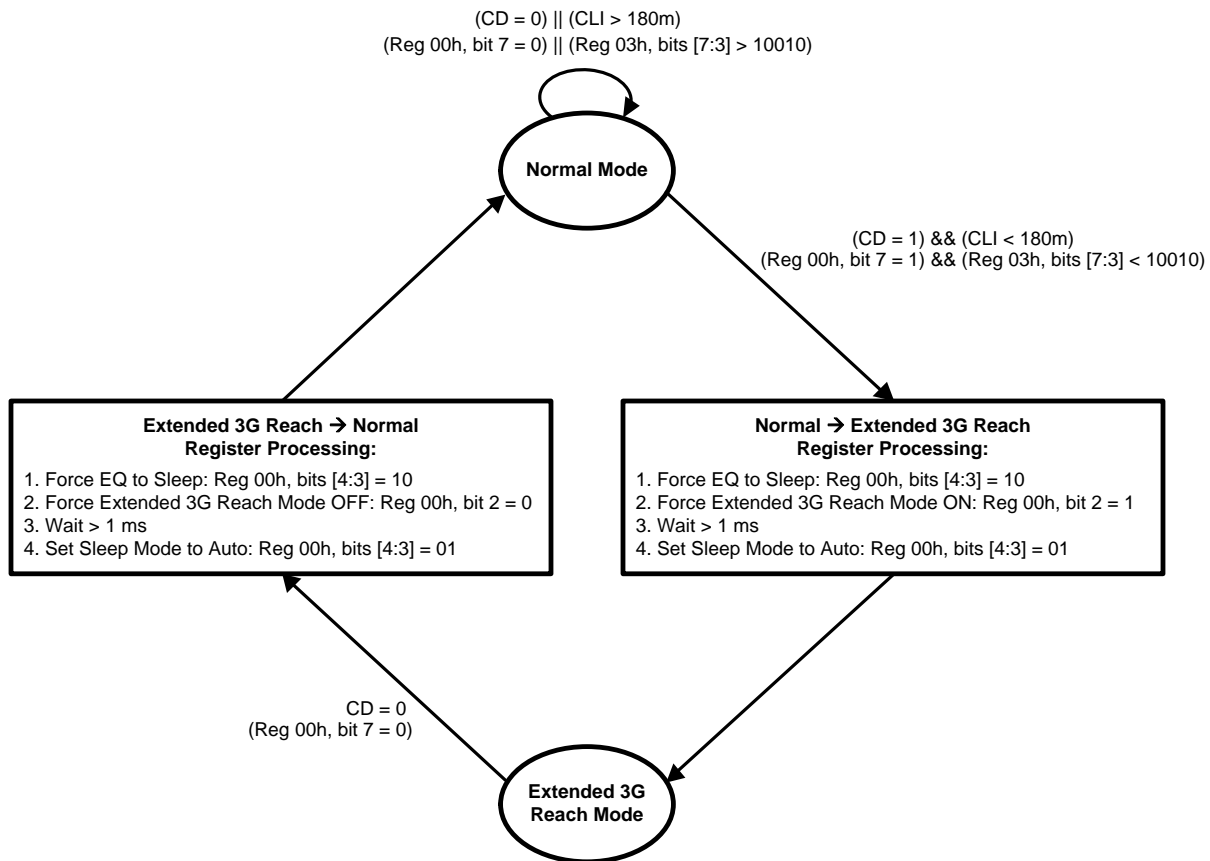 (CD = 0) || (CLI > 180m)
(Reg 00h, bit 7 = 0) || (Reg 03h, bits [7:3] > 10010)
Normal Mode
(CD = 1) && (CLI < 180m)
(Reg 00h, bit 7 = 1) && (Reg 03h, bits [7:3] < 10010)
Extended 3G Reach → Normal
Register Processing:
1. Force EQ to Sleep: Reg 00h, bits [4:3] = 10
2. Force Extended 3G Reach Mode OFF: Reg 00h, bit 2 = 0
3. Wait > 1 ms
4. Set Sleep Mode to Auto: Reg 00h, bits [4:3] = 01
Normal → Extended 3G Reach
Register Processing:
1. Force EQ to Sleep: Reg 00h, bits [4:3] = 10
2. Force Extended 3G Reach Mode ON: Reg 00h, bit 2 = 1
3. Wait > 1 ms
4. Set Sleep Mode to Auto: Reg 00h, bits [4:3] = 01
CD = 0
(Reg 00h, bit 7 = 0)
Extended 3G
Reach Mode